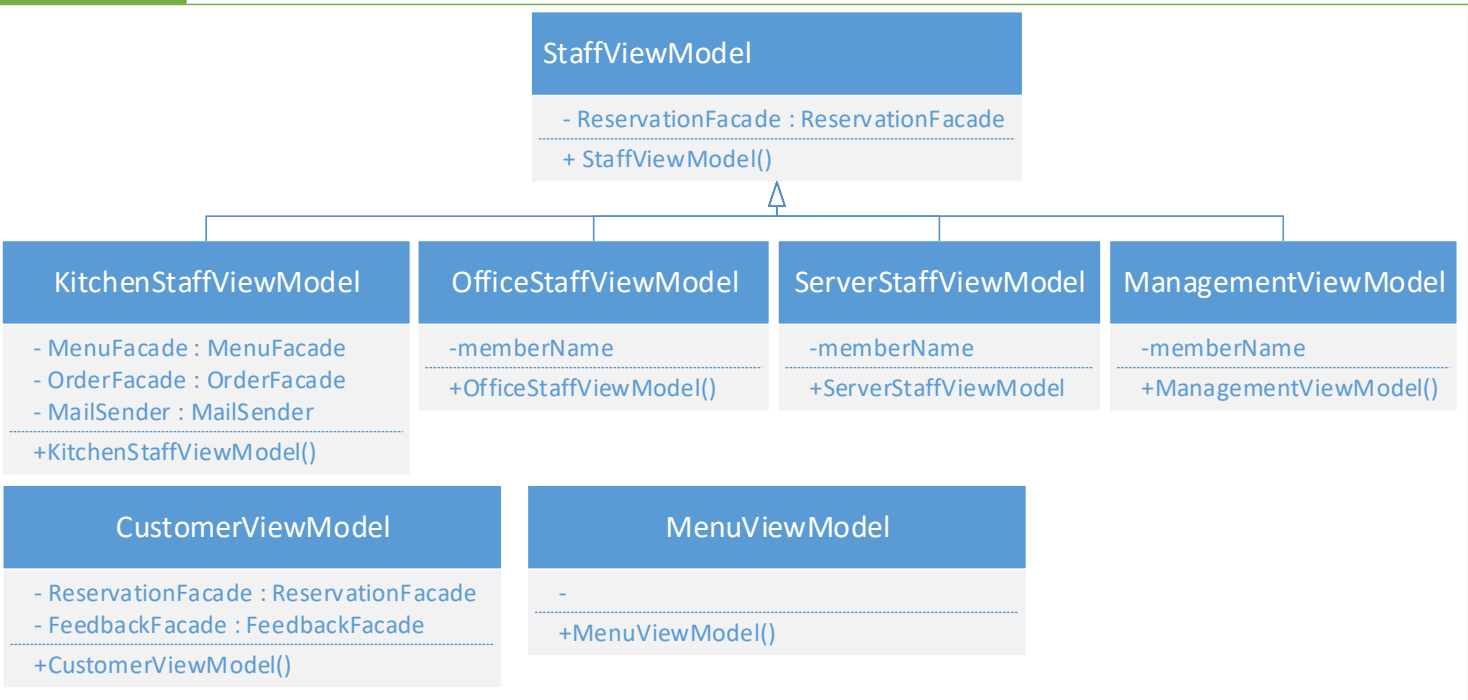 StaffViewModel
- ReservationFacade : ReservationFacade
+ StaffViewModel()
KitchenStaffViewModel
- MenuFacade : MenuFacade
- OrderFacade : OrderFacade
- MailSender : MailSender
+KitchenStaffViewModel()
OfficeStaffViewModel
-memberName
+OfficeStaffViewModel()
ServerStaffViewModel
-memberName
+ServerStaffViewModel
ManagementViewModel
-memberName
+ManagementViewModel()
CustomerViewModel
- ReservationFacade : ReservationFacade
- FeedbackFacade : FeedbackFacade
+CustomerViewModel()
MenuViewModel
-
+MenuViewModel()